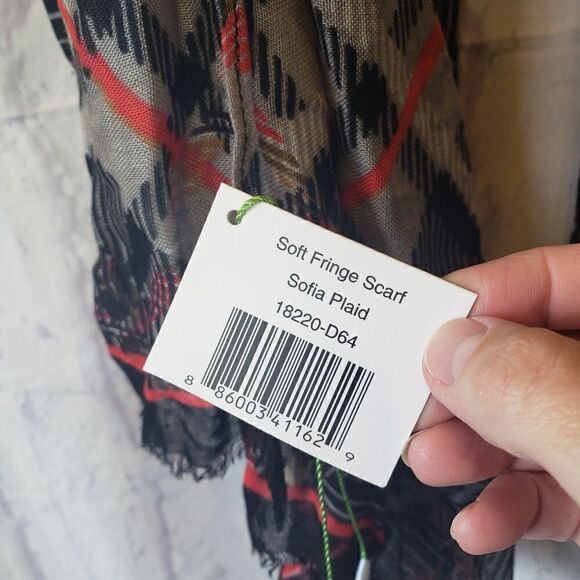 Soft Fringe Scarf
Sofia Plaid
18220-D64
8 86003 41162 9